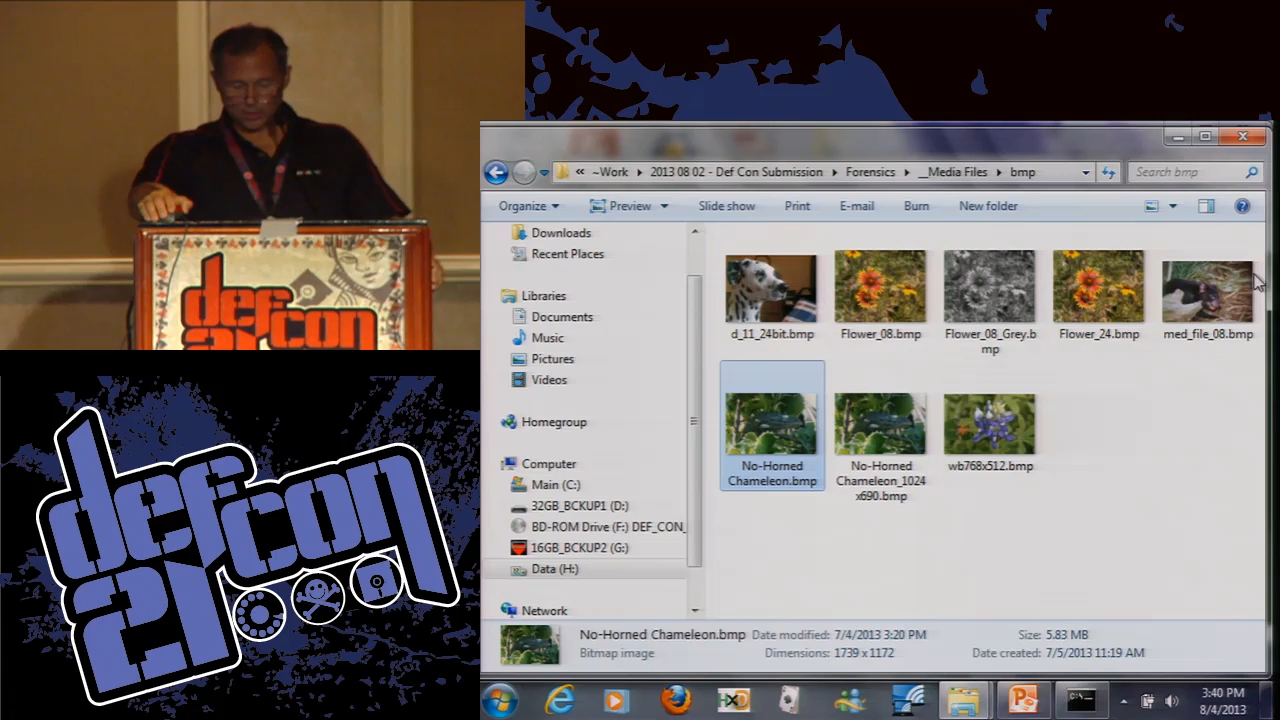 defcon
21
« ~Work ▸ 2013 08 02 - Def Con Submission ▸ Forensics ▸ __Media Files ▸ bmp
Search bmp
Organize Preview Slide show Print E-mail Burn New folder
Downloads
Recent Places
Libraries
Documents
Music
Pictures
Videos
Homegroup
Computer
Main (C:)
32GB_BCKUP1 (D:)
BD-ROM Drive (F:) DEF_CON_
16GB_BCKUP2 (G:)
Data (H:)
Network
d_11_24bit.bmp
Flower_08.bmp
Flower_08_Grey.b
mp
Flower_24.bmp
med_file_08.bmp
No-Horned
Chameleon.bmp
No-Horned
Chameleon_1024
x690.bmp
wb768x512.bmp
No-Horned Chameleon.bmp Date modified: 7/4/2013 3:20 PM Size: 5.83 MB
Bitmap image Dimensions: 1739 x 1172 Date created: 7/5/2013 11:19 AM
defcon
21
HXD
3:40 PM
8/4/2013